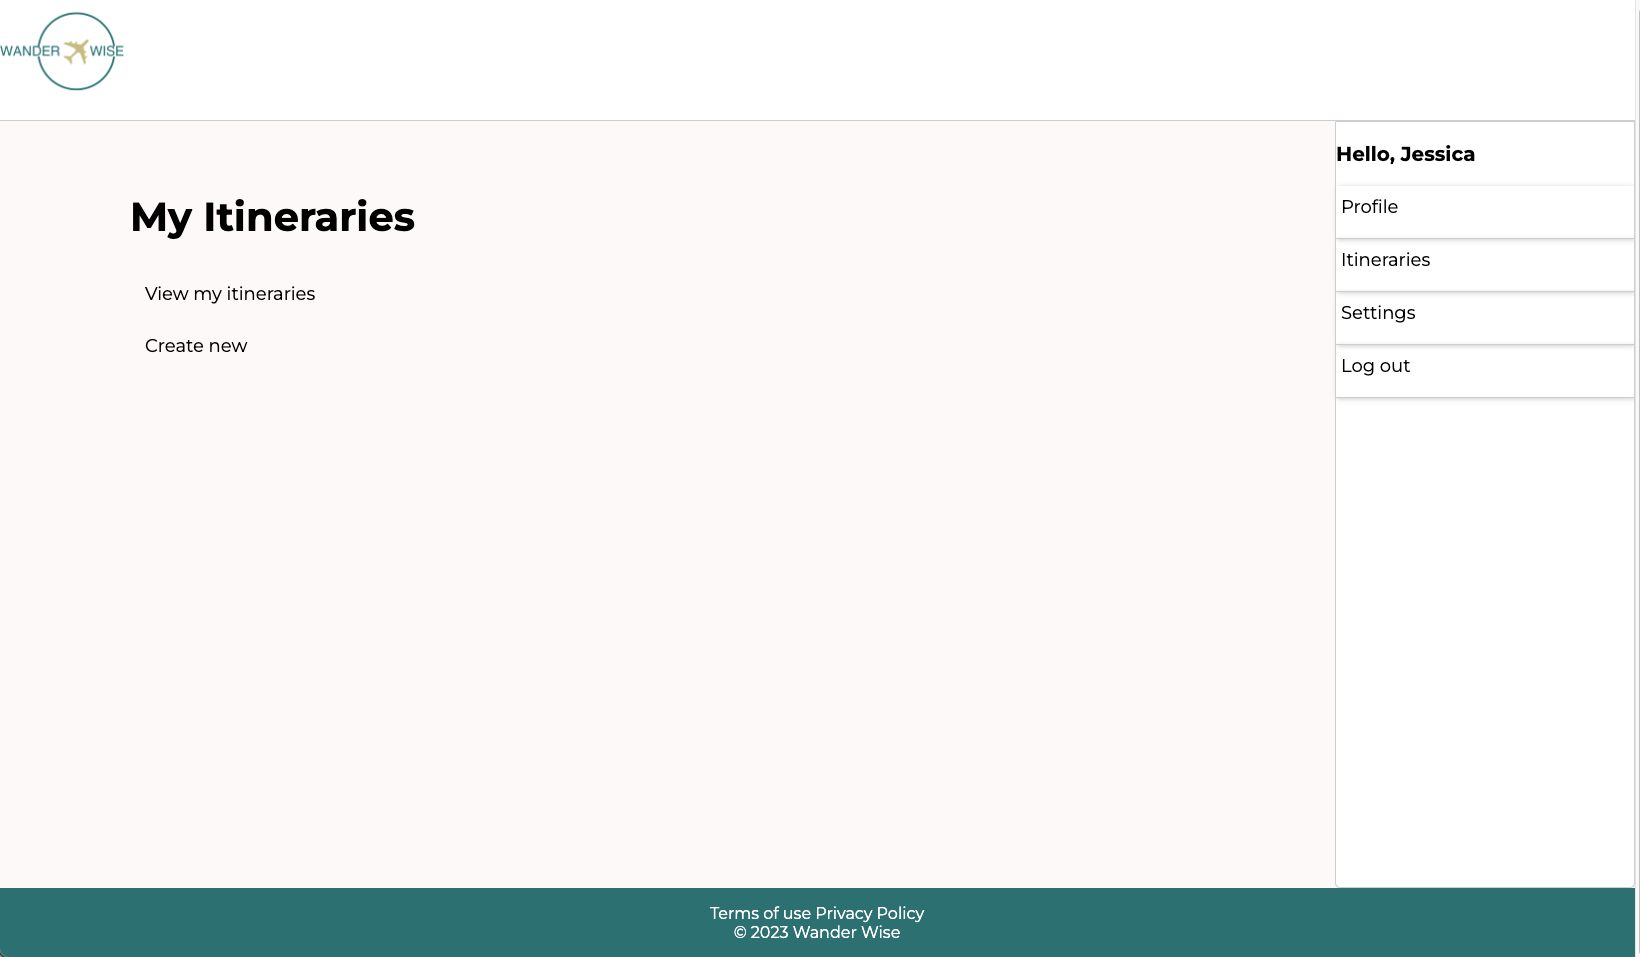 WANDER WISE
Hello, Jessica
Profile
Itineraries
Settings
Log out
My Itineraries
View my itineraries
Create new
Terms of use Privacy Policy
© 2023 Wander Wise